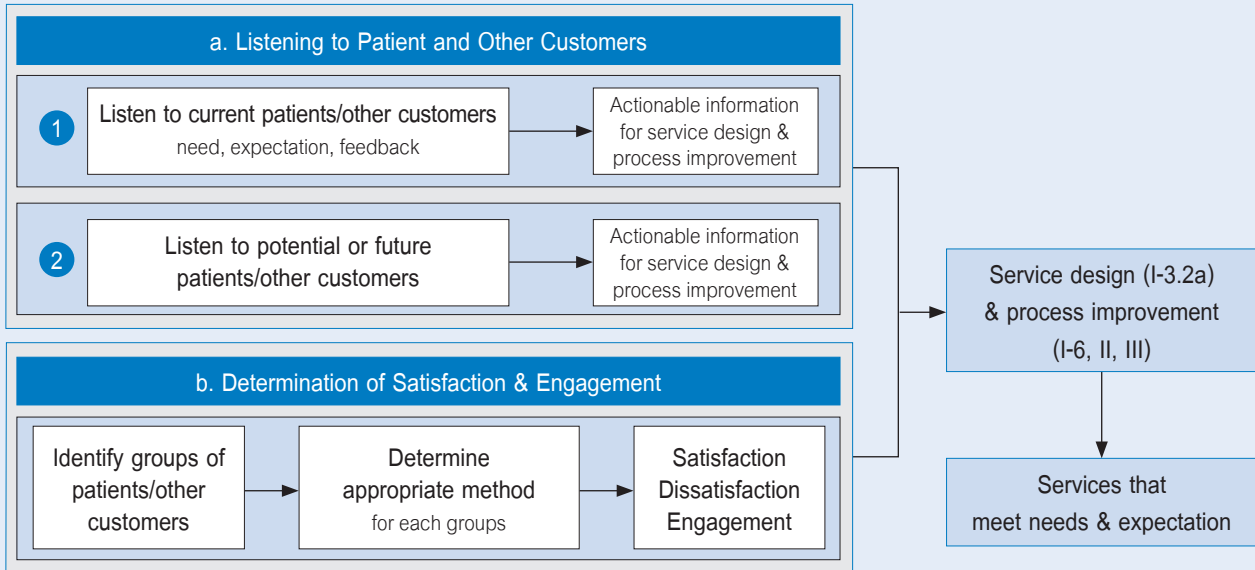 a. Listening to Patient and Other Customers
1
Listen to current patients/other customers
need, expectation, feedback
Actionable information
for service design &
process improvement
2
Listen to potential or future
patients/other customers
Actionable information
for service design &
process improvement
b. Determination of Satisfaction & Engagement
Identify groups of
patients/other
customers
Determine
appropriate method
for each groups
Satisfaction
Dissatisfaction
Engagement
Service design (I-3.2a)
& process improvement
(I-6, II, III)
Services that
meet needs & expectation